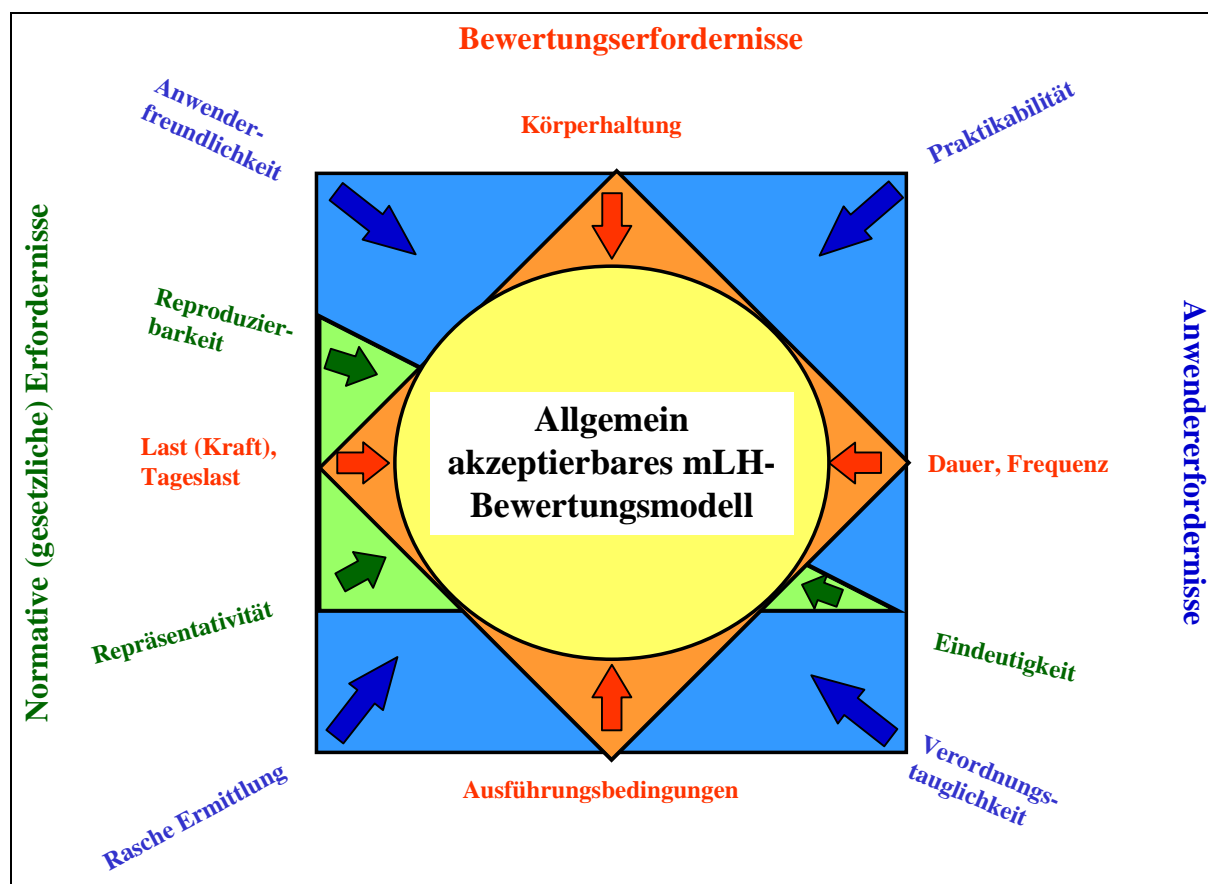 Bewertungserfordernisse
Anwender-
freundlichkeit
Körperhaltung
Praktikabilität
Normative (gesetzliche) Erfordernisse
Reproduzier-
barkeit
Anwendererfordernisse
Last (Kraft),
Tageslast
Allgemein
akzeptierbares mLH-
Bewertungsmodell
Dauer, Frequenz
Repräsentativität
Eindeutigkeit
Rasche Ermittlung
Ausführungsbedingungen
Verordnungs-
tauglichkeit